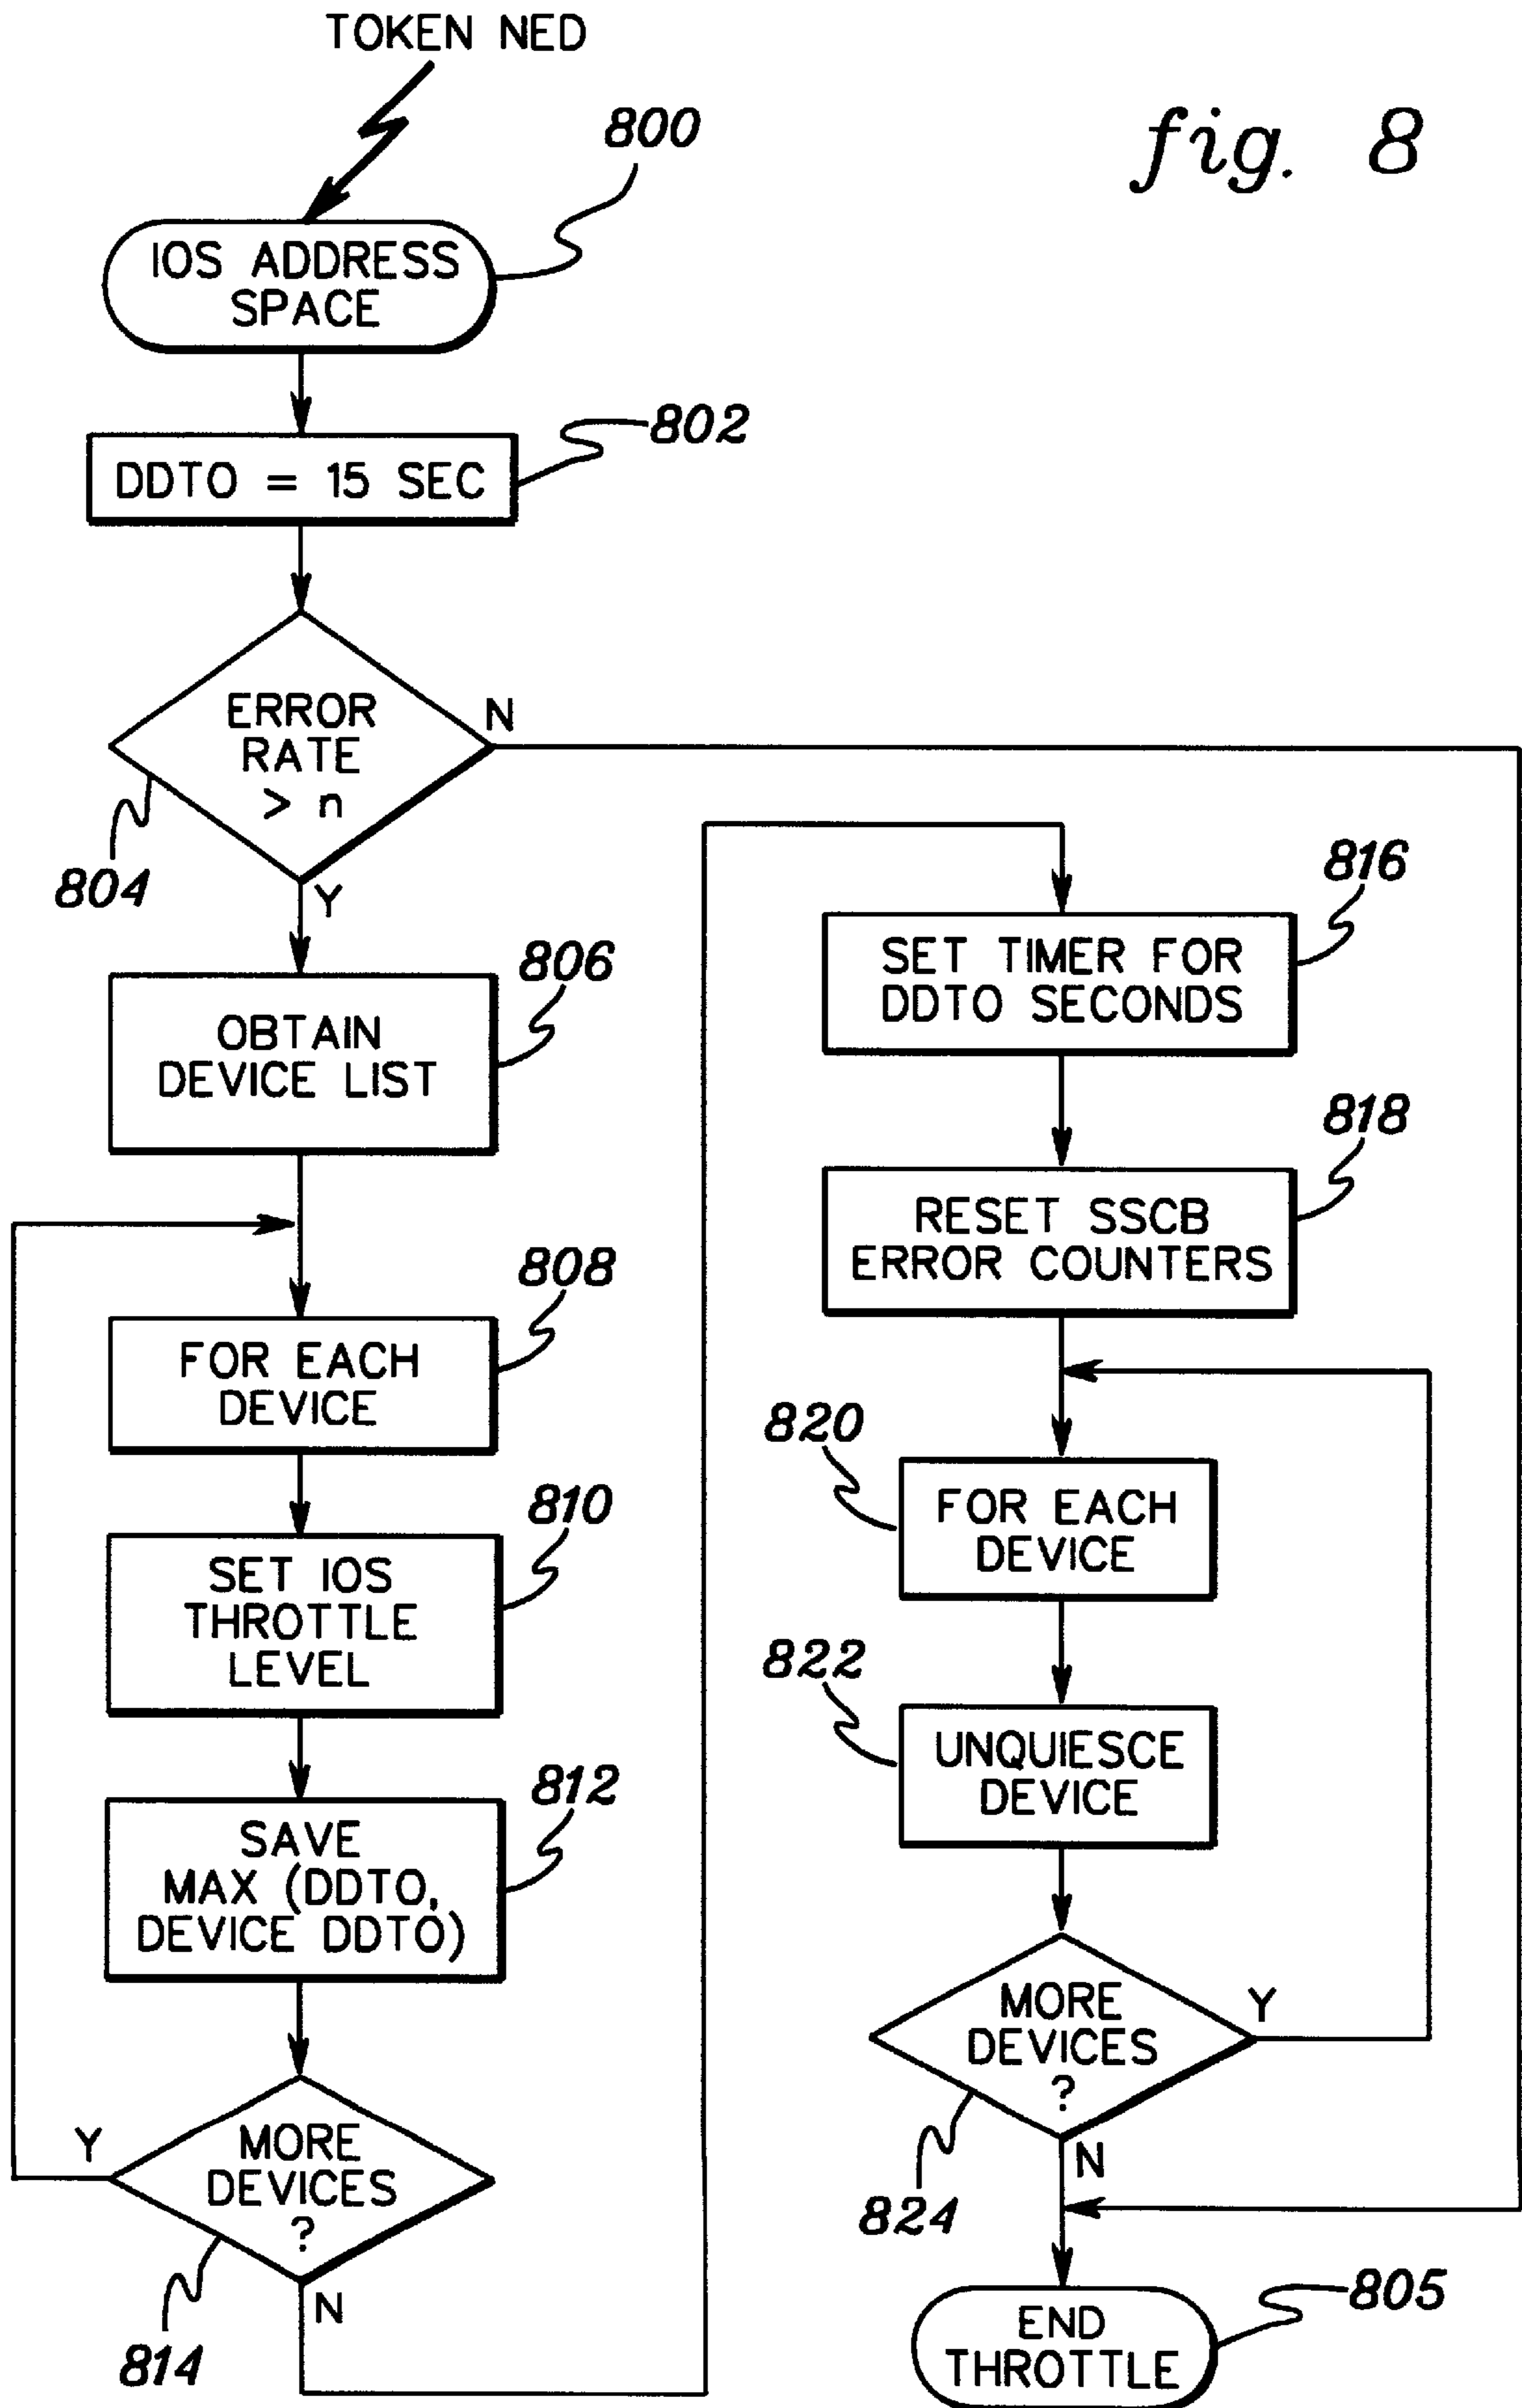 TOKEN NED
fig. 8
800
IOS ADDRESS
SPACE
802
DDTO = 15 SEC
ERROR
RATE
> n
N
Y
804
806
OBTAIN
DEVICE LIST
808
FOR EACH
DEVICE
810
SET IOS
THROTTLE
LEVEL
812
SAVE
MAX (DDTO,
DEVICE DDTO)
Y
MORE
DEVICES
?
N
814
816
SET TIMER FOR
DDTO SECONDS
818
RESET SSCB
ERROR COUNTERS
820
FOR EACH
DEVICE
822
UNQUIESCE
DEVICE
MORE
DEVICES
?
Y
N
824
805
END
THROTTLE